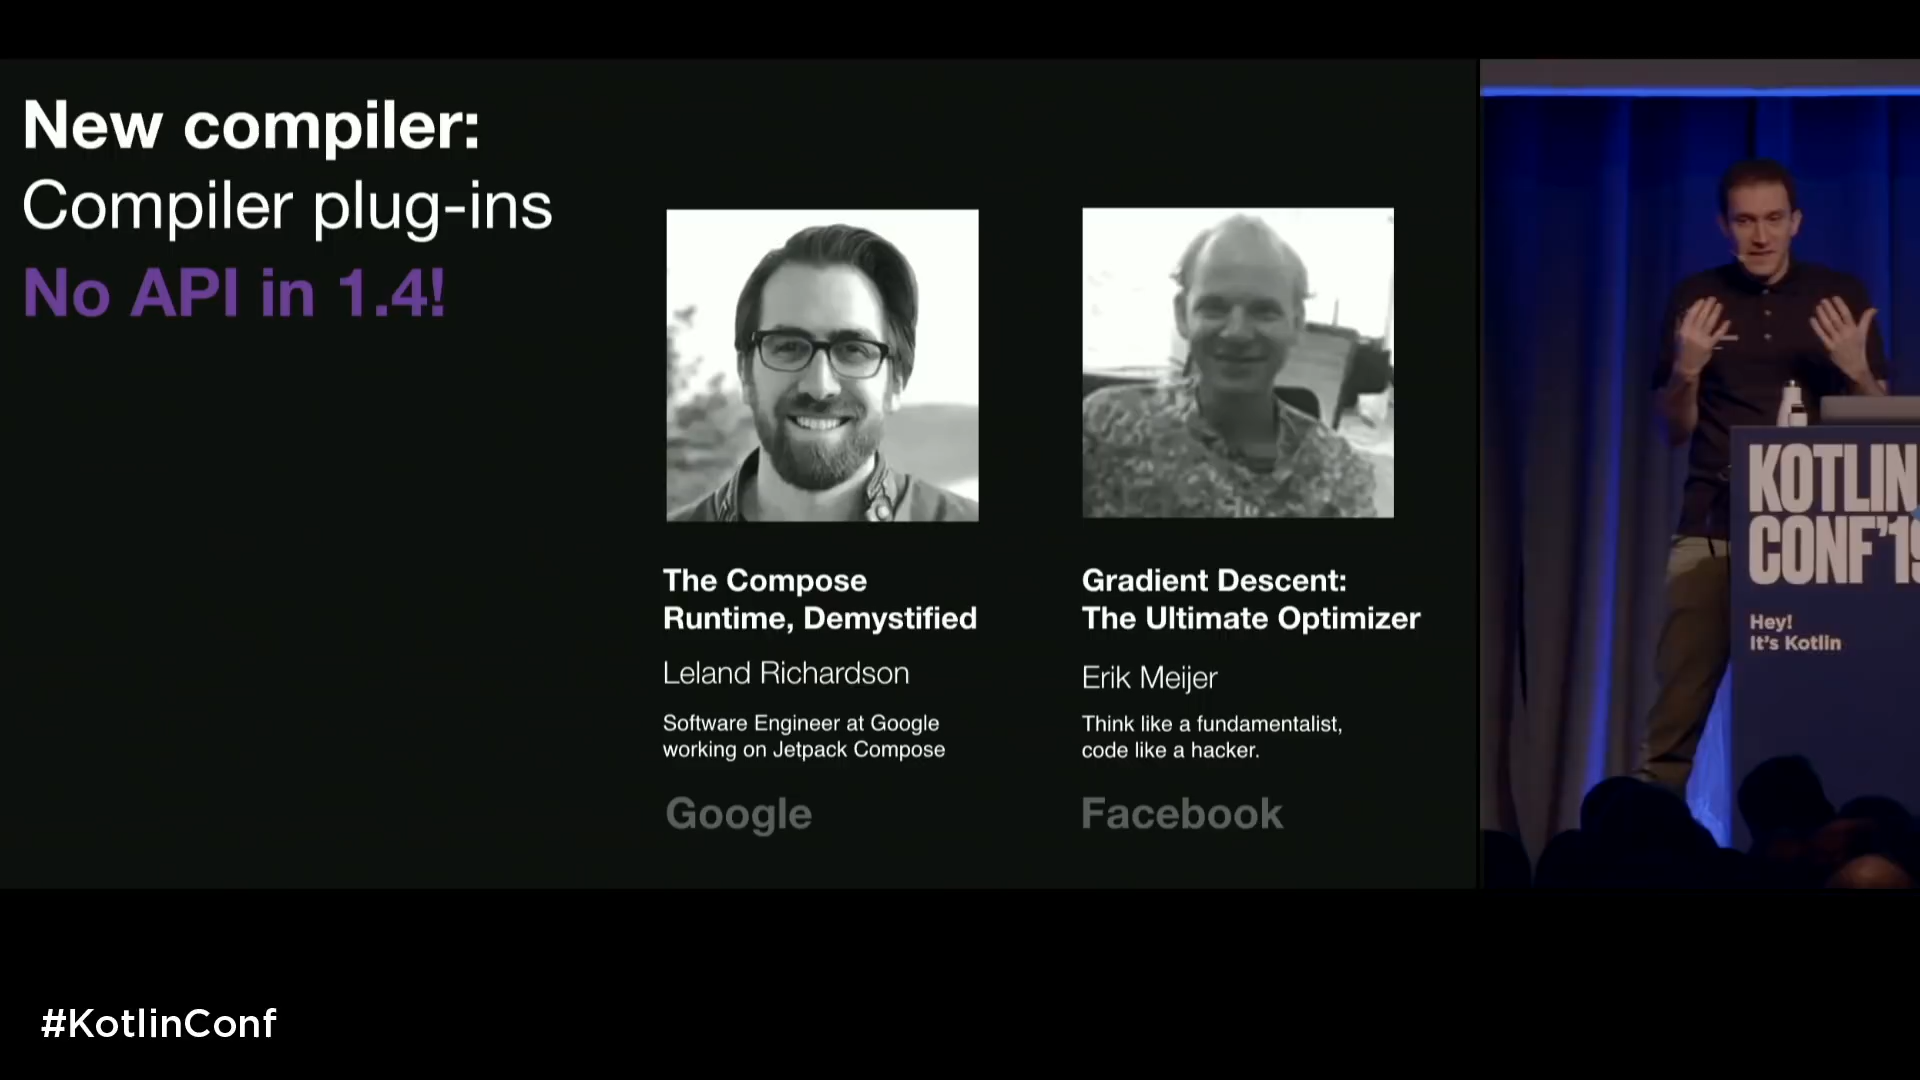 New compiler:
Compiler plug-ins
No API in 1.4!
The Compose
Runtime, Demystified
Leland Richardson
Software Engineer at Google
working on Jetpack Compose
Google
Gradient Descent:
The Ultimate Optimizer
Erik Meijer
Think like a fundamentalist,
code like a hacker.
Facebook
KOTLIN
CONF'19
Hey!
It's Kotlin
#KotlinConf